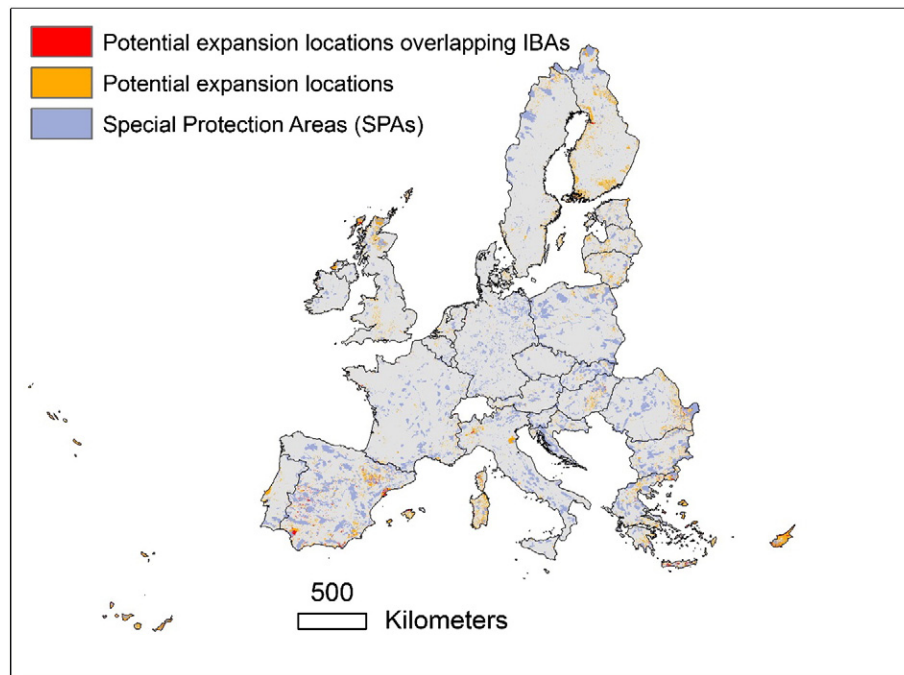 Potential expansion locations overlapping IBAs
Potential expansion locations
Special Protection Areas (SPAs)
500
Kilometers